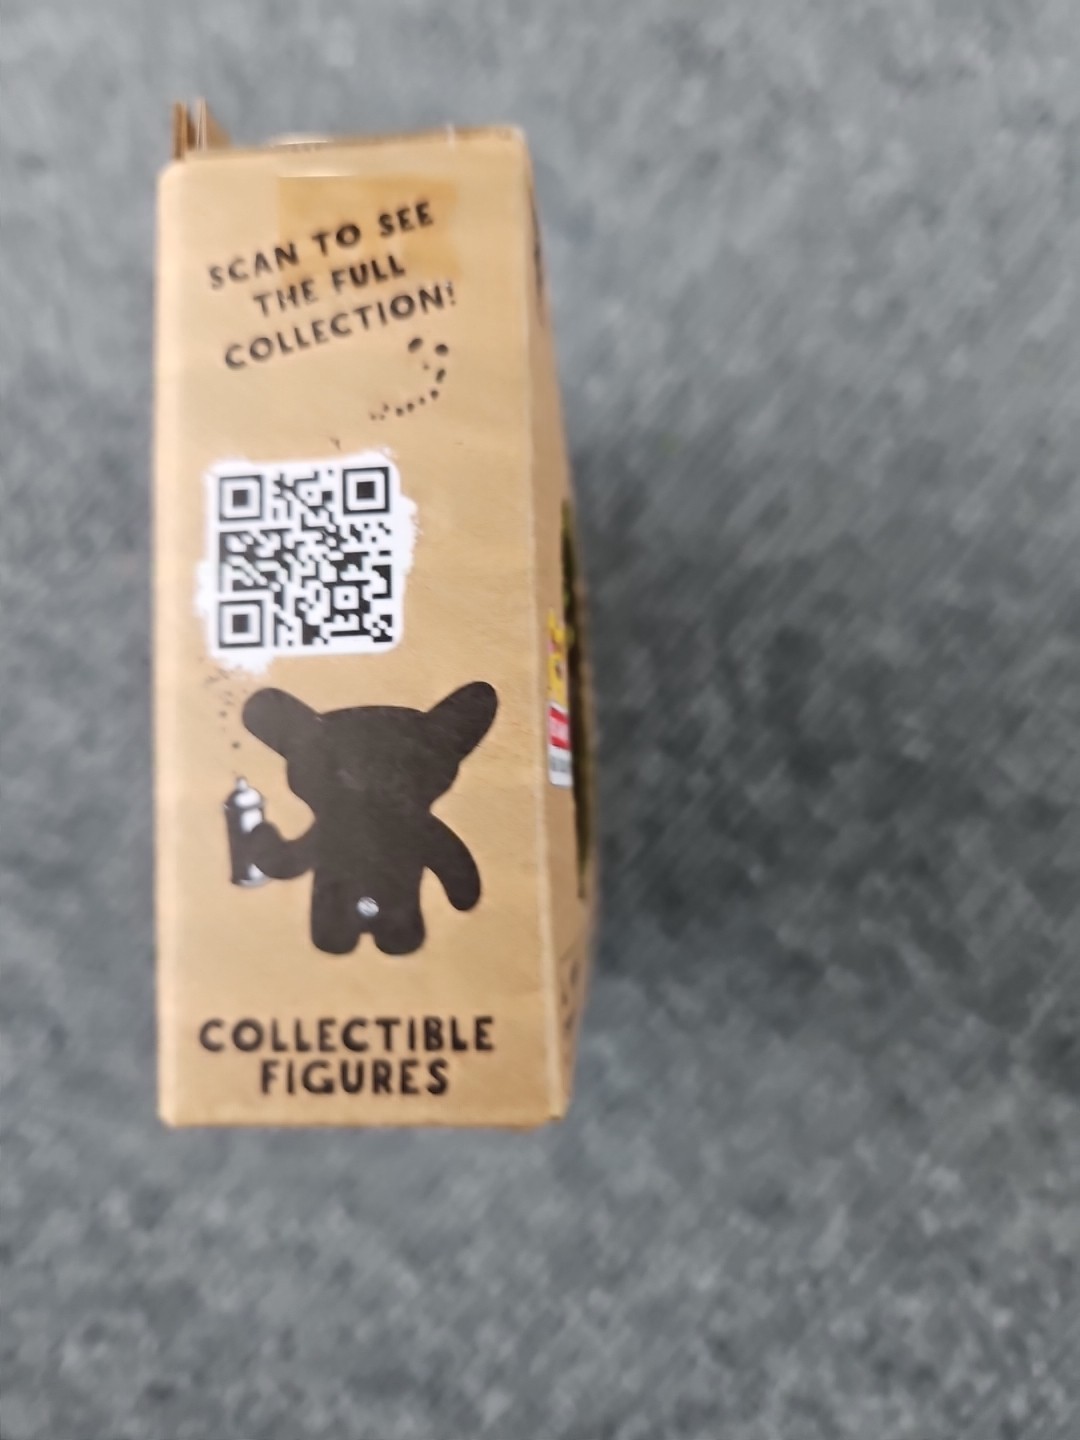 SCAN TO SEE
THE FULL
COLLECTION!
COLLECTIBLE
FIGURES